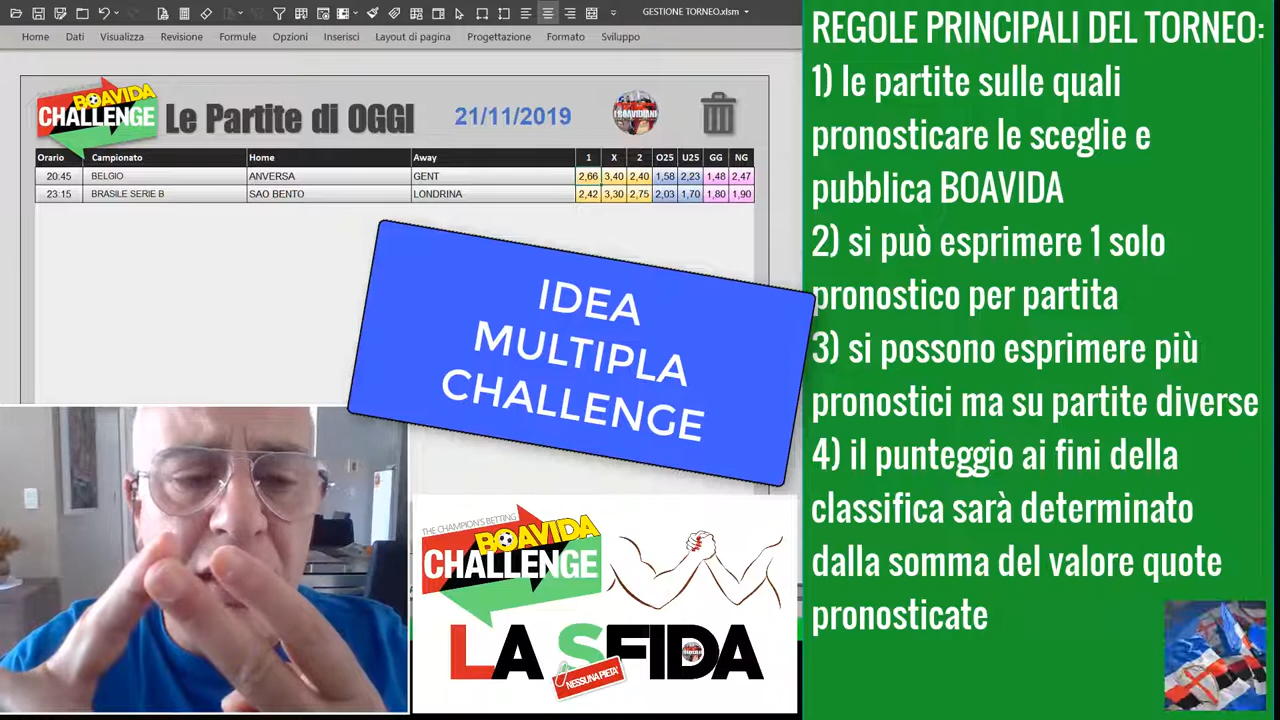 GESTIONE TORNEO.xlsm
Home Dati Visualizza Revisione Formule Opzioni Inserisci Layout di pagina Progettazione Formato Sviluppo
BOAVIDA
CHALLENGE
Le Partite di OGGI
21/11/2019
I BOAVIDIANI
Orario Campionato Home Away 1 X 2 O25 U25 GG NG
20:45 BELGIO ANVERSA GENT 2,66 3,40 2,40 1,58 2,23 1,48 2,47
23:15 BRASILE SERIE B SAO BENTO LONDRINA 2,42 3,30 2,75 2,03 1,70 1,80 1,90
IDEA
MULTIPLA
CHALLENGE
THE CHAMPION'S BETTING
BOAVIDA
CHALLENGE
LA SFIDA
NESSUNA PIETA'
REGOLE PRINCIPALI DEL TORNEO:
1) le partite sulle quali
pronosticare le sceglie e
pubblica BOAVIDA
2) si può esprimere 1 solo
pronostico per partita
3) si possono esprimere più
pronostici ma su partite diverse
4) il punteggio ai fini della
classifica sarà determinato
dalla somma del valore quote
pronosticate